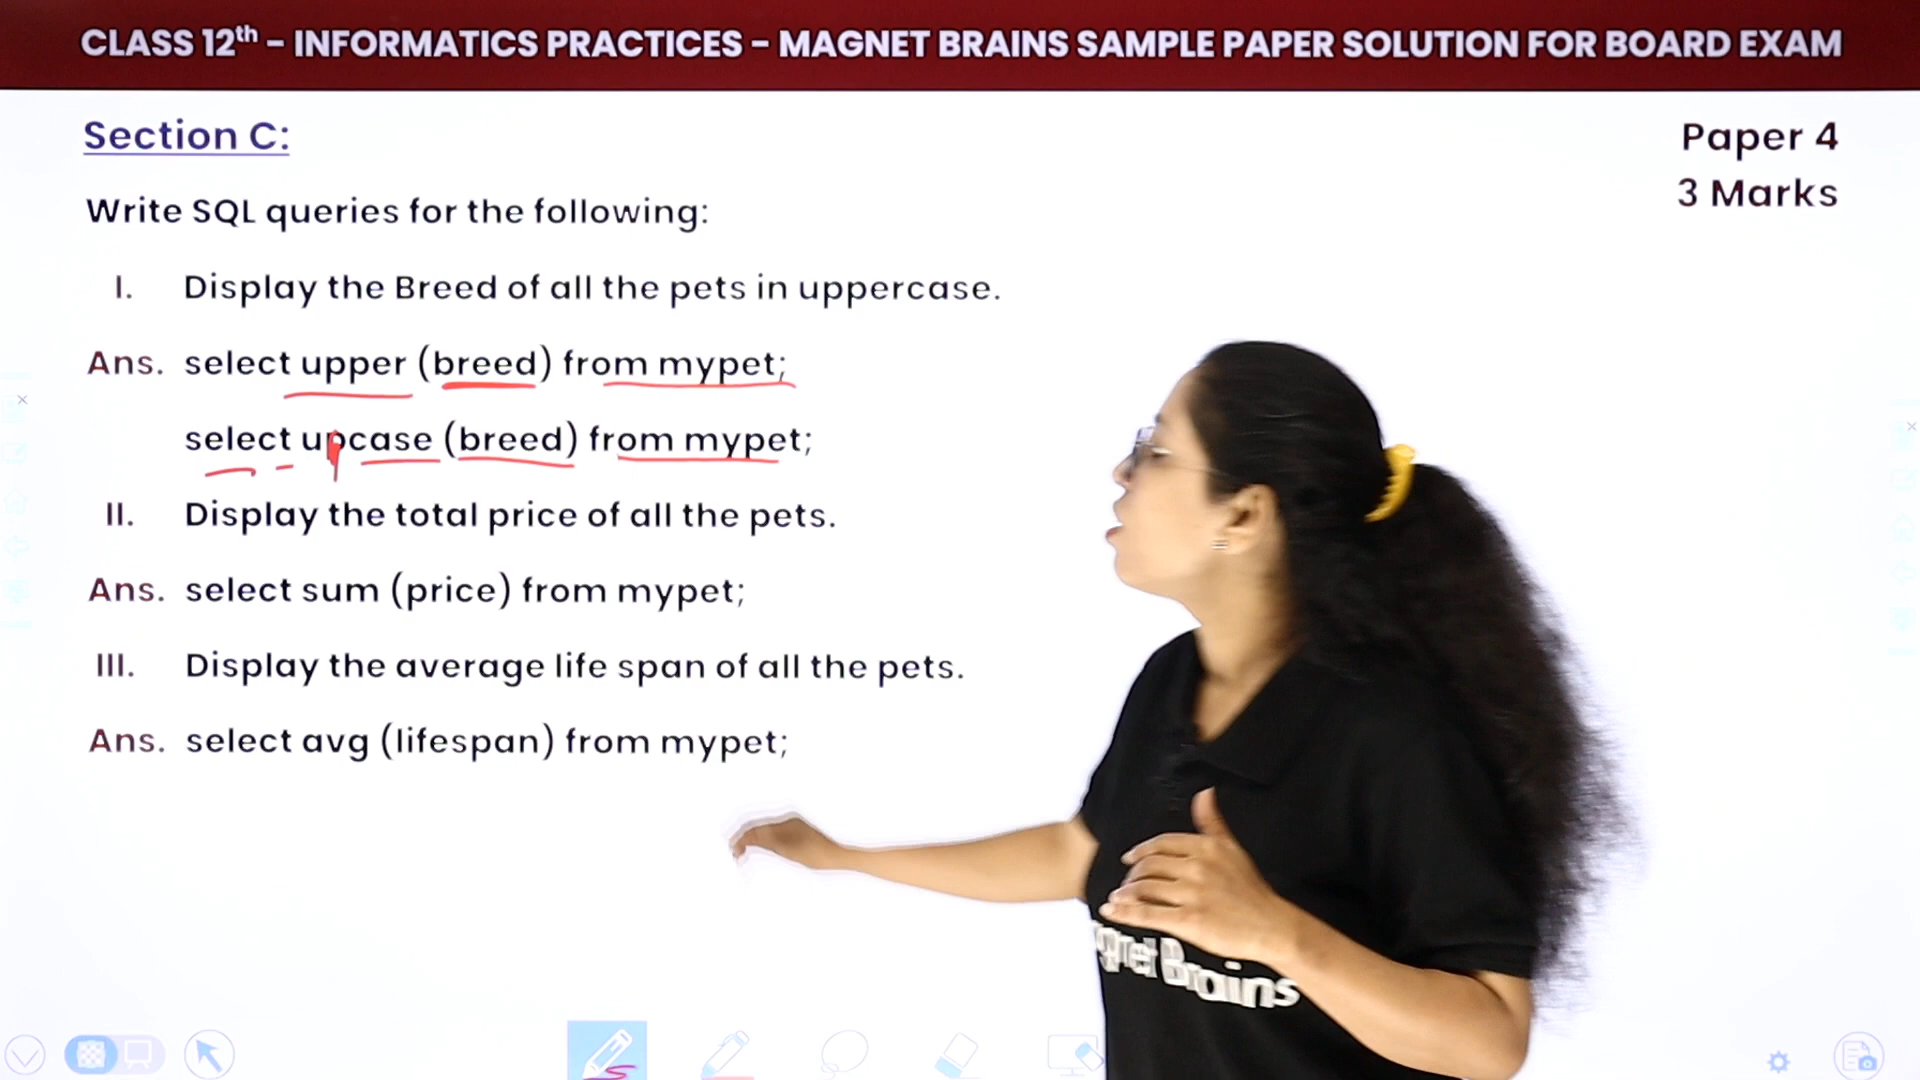 CLASS 12th – INFORMATICS PRACTICES – MAGNET BRAINS SAMPLE PAPER SOLUTION FOR BOARD EXAM
Section C:
Paper 4
3 Marks
Write SQL queries for the following:
I. Display the Breed of all the pets in uppercase.
Ans. select upper (breed) from mypet;
select upcase (breed) from mypet;
II. Display the total price of all the pets.
Ans. select sum (price) from mypet;
III. Display the average life span of all the pets.
Ans. select avg (lifespan) from mypet;
Brains